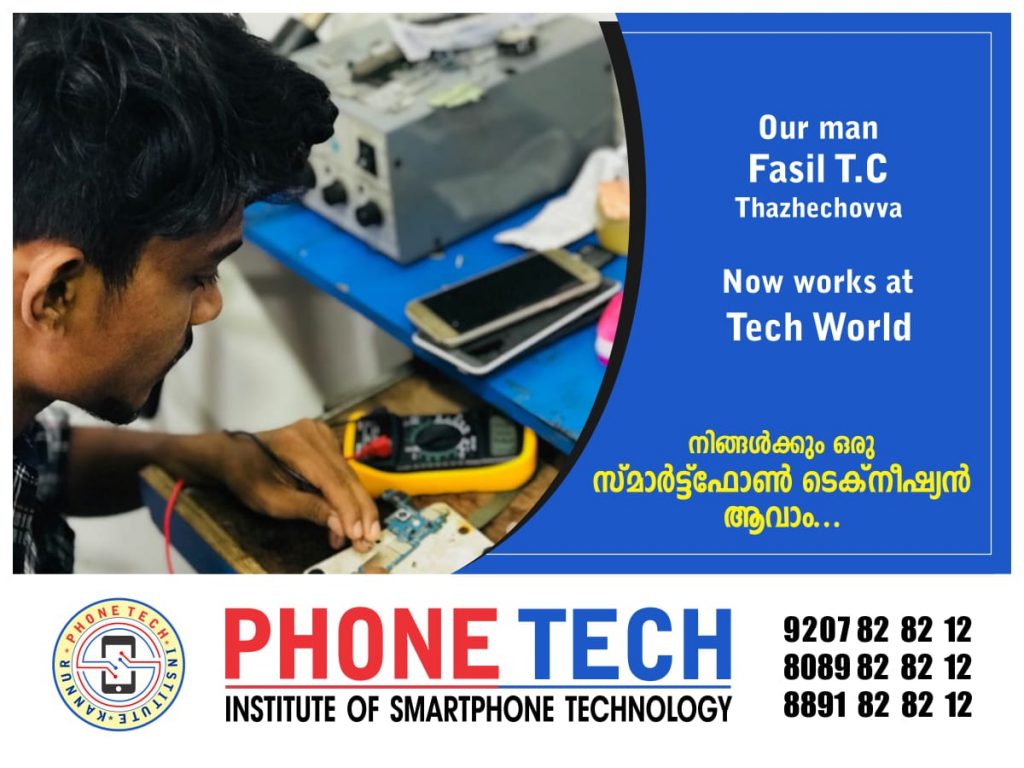 Our man
Fasil T.C
Thazhechovva
Now works at
Tech World
നിങ്ങൾക്കും ഒരു
സ്മാർട്ട്ഫോൺ ടെക്നീഷ്യൻ
ആവാം...
PHONE TECH INSTITUTE KANNUR
PHONE TECH
INSTITUTE OF SMARTPHONE TECHNOLOGY
9207 82 82 12
8089 82 82 12
8891 82 82 12